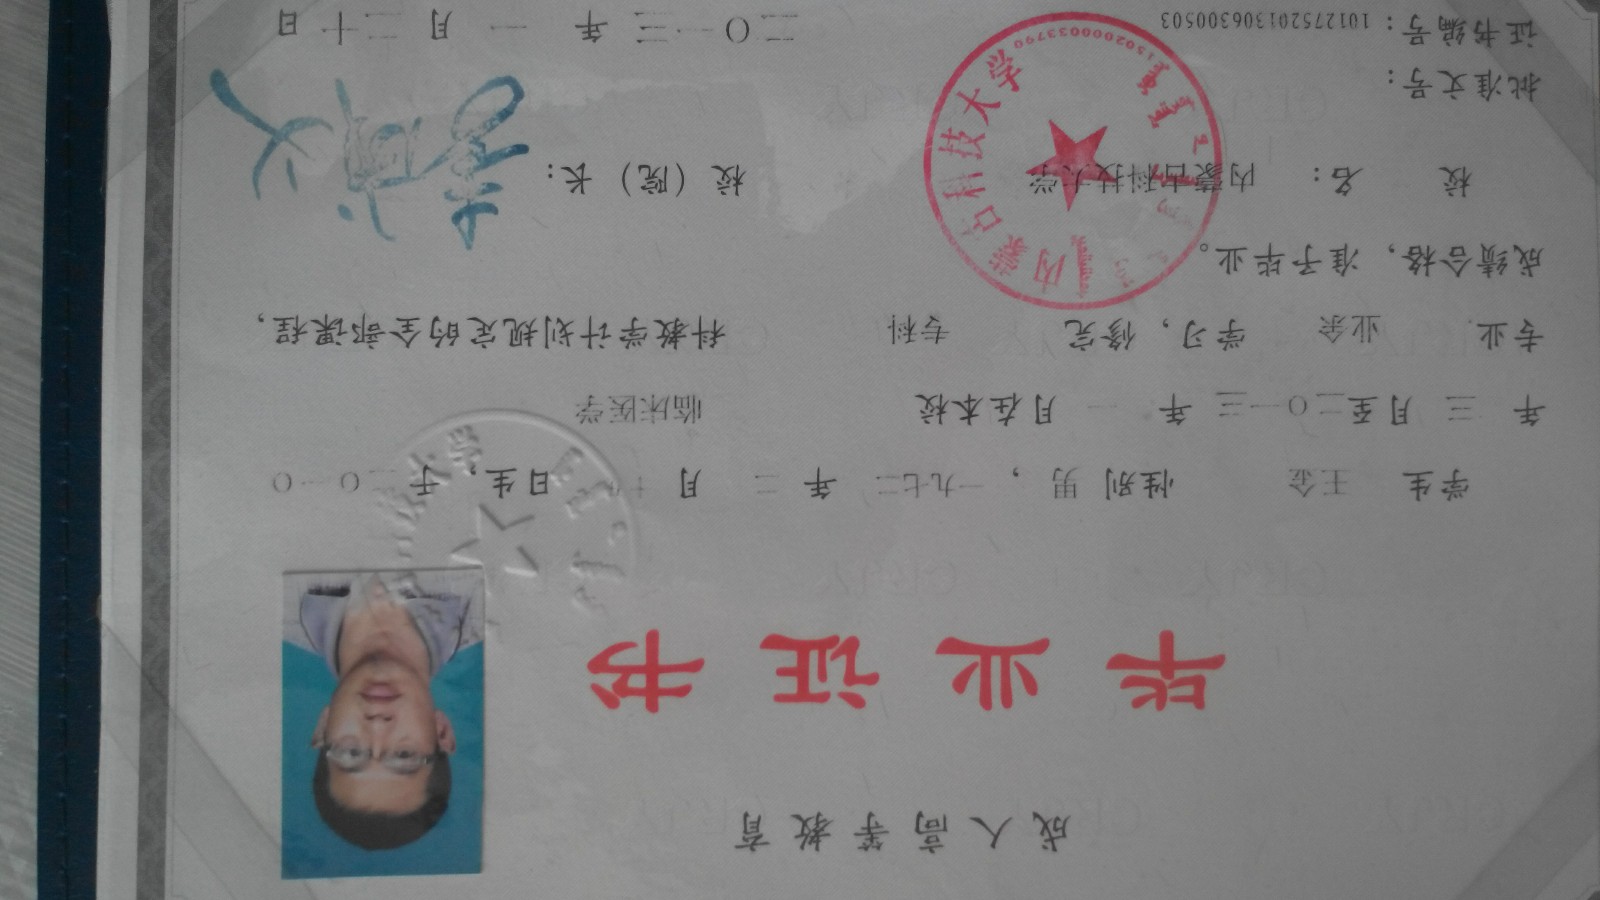 成人高等教育
毕业证书
学生 王金 性别 男 ，一九七二 年 二 月 日生，于 二〇一〇
年 三 月至 二〇一三 年 一 月在本校 临床医学
专业 业余 学习，修完 专科 科教学计划规定的全部课程，
成绩合格，准予毕业。
校 名： 内蒙古科技大学 校（院）长： 李保义
内蒙古科技大学
1502000033790
批准文号：
证书编号：101275201306300503
二〇一三 年 一 月 二十 日